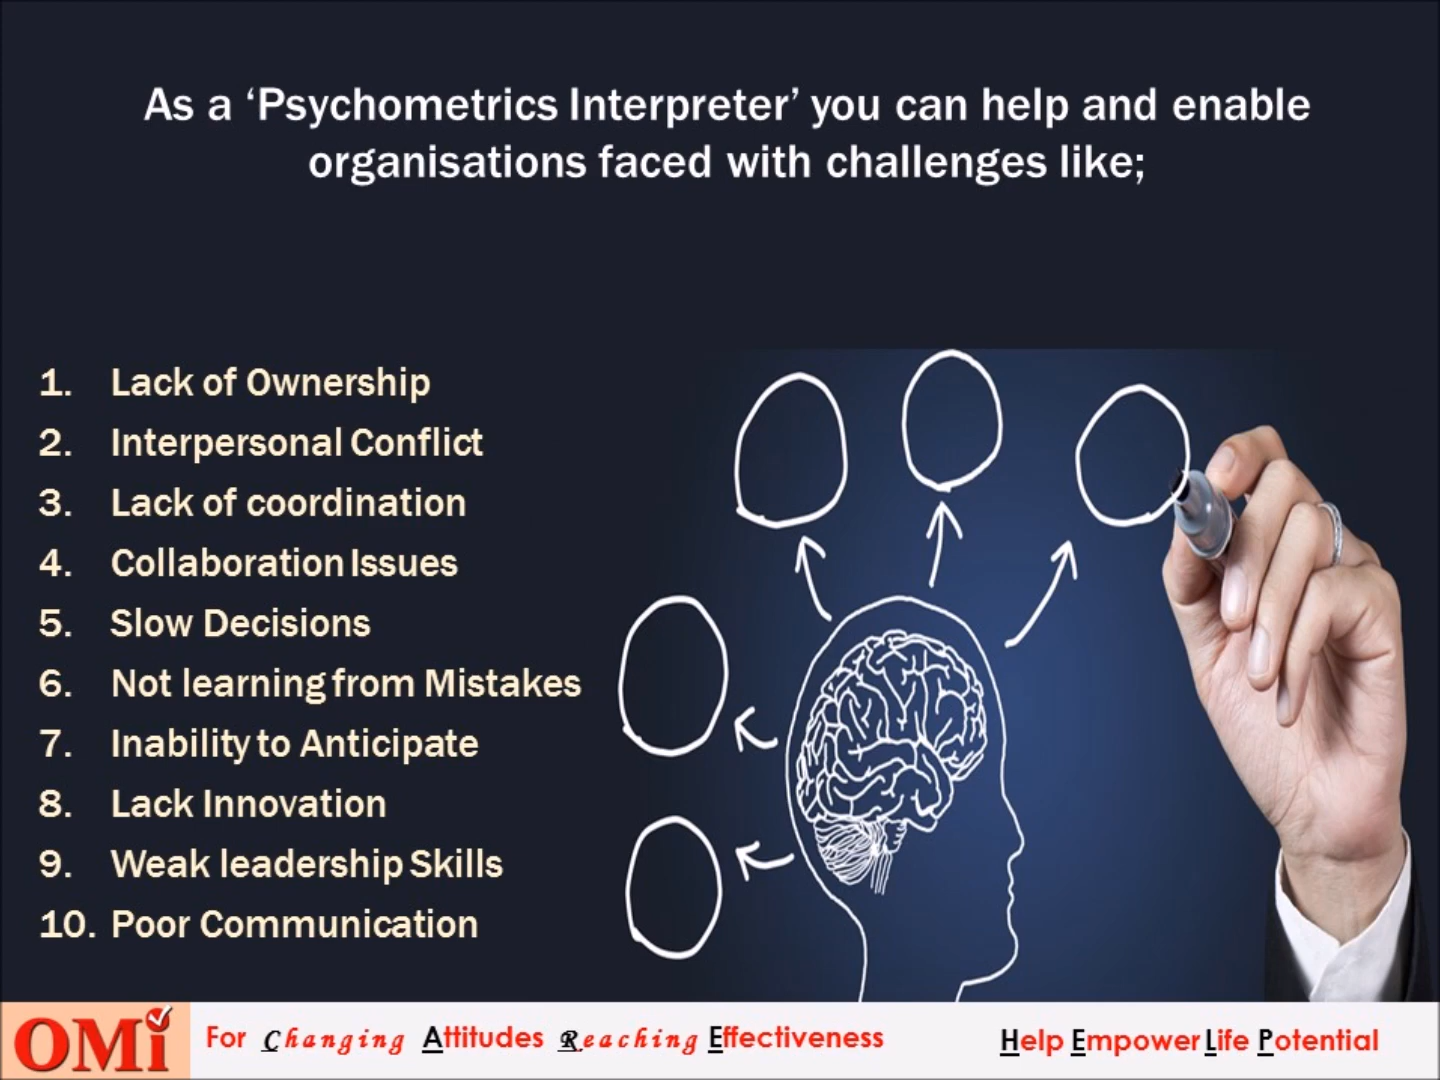 As a ‘Psychometrics Interpreter’ you can help and enable
organisations faced with challenges like;
1. Lack of Ownership
2. Interpersonal Conflict
3. Lack of coordination
4. Collaboration Issues
5. Slow Decisions
6. Not learning from Mistakes
7. Inability to Anticipate
8. Lack Innovation
9. Weak leadership Skills
10. Poor Communication
OMi For Changing Attitudes Reaching Effectiveness Help Empower Life Potential